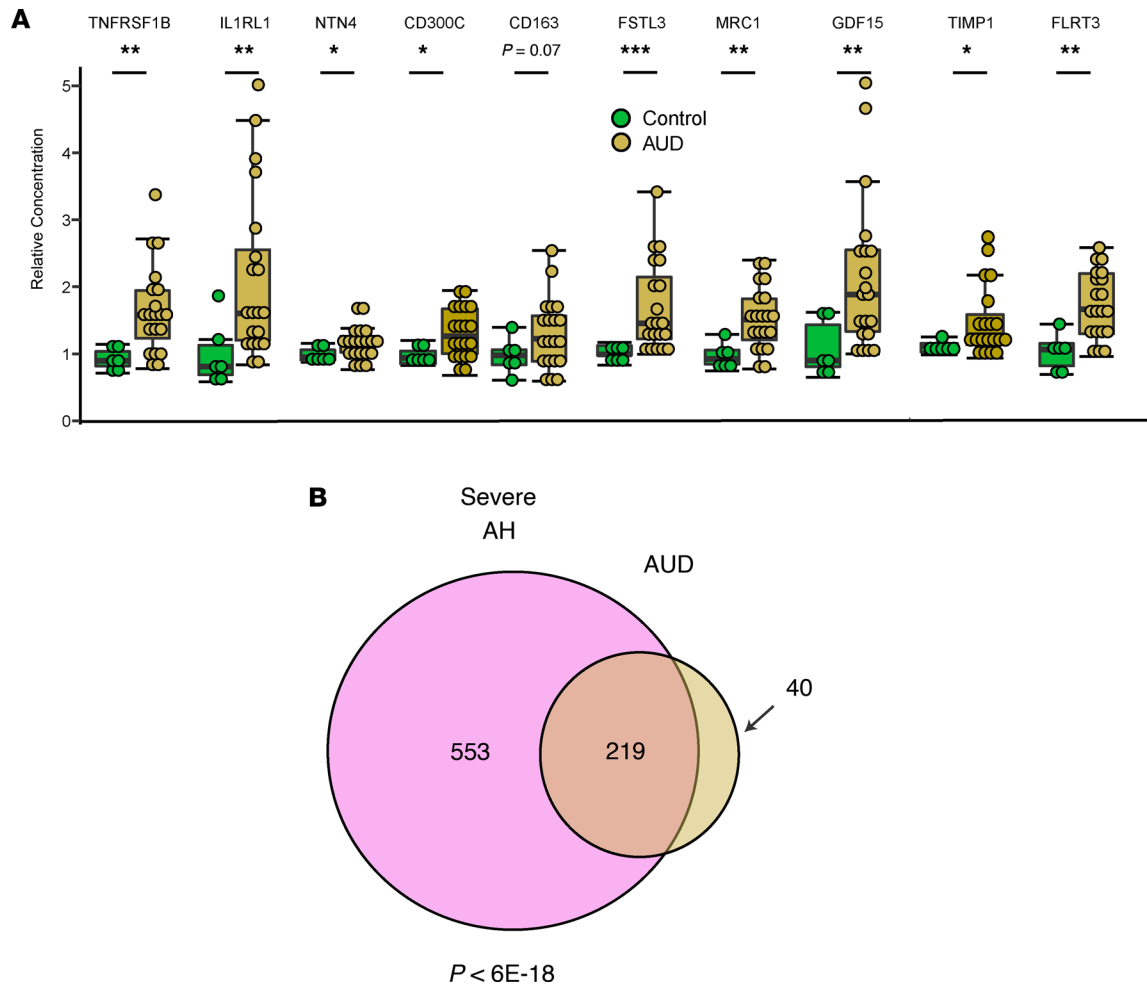 A
TNFRSF1B IL1RL1 NTN4 CD300C CD163 FSTL3 MRC1 GDF15 TIMP1 FLRT3
** ** * * P = 0.07 *** ** ** * **
Relative Concentration
5
4
3
2
1
0
Control
AUD
B
Severe
AH
AUD
40
553 219
P < 6E-18